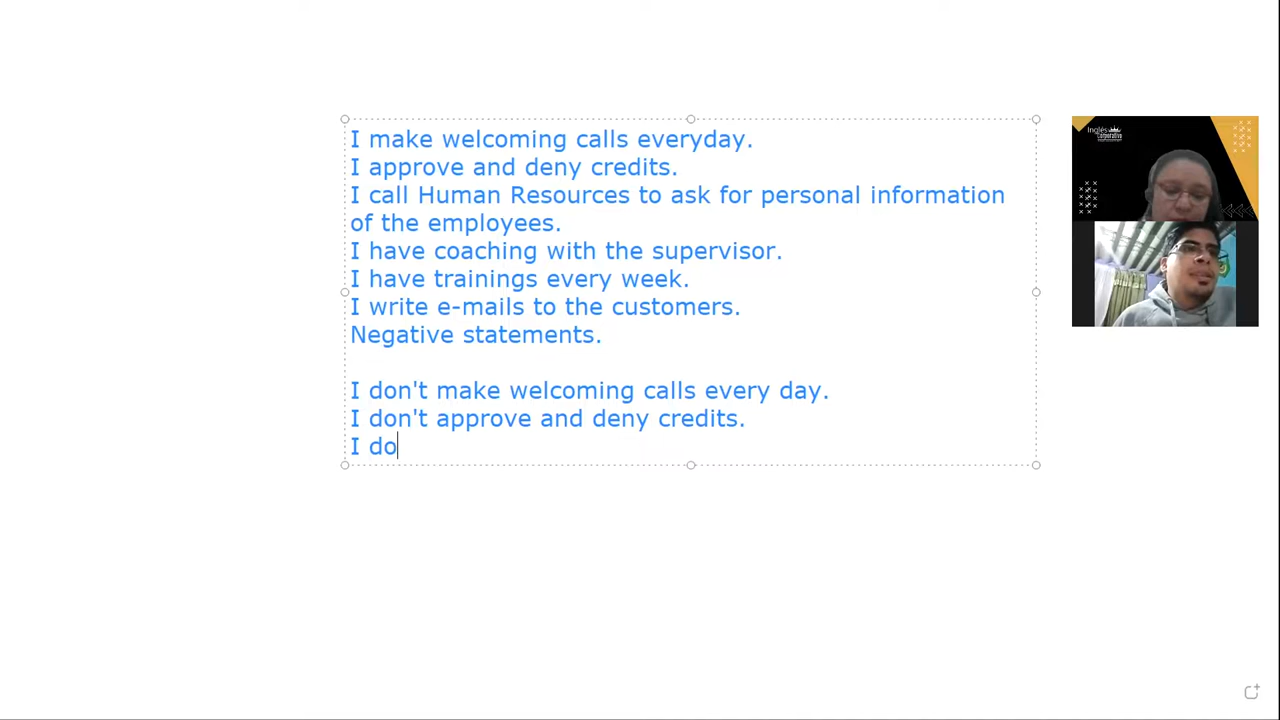 I make welcoming calls everyday.
I approve and deny credits.
I call Human Resources to ask for personal information
of the employees.
I have coaching with the supervisor.
I have trainings every week.
I write e-mails to the customers.
Negative statements.
I don't make welcoming calls every day.
I don't approve and deny credits.
I do
Inglés
Corporativo